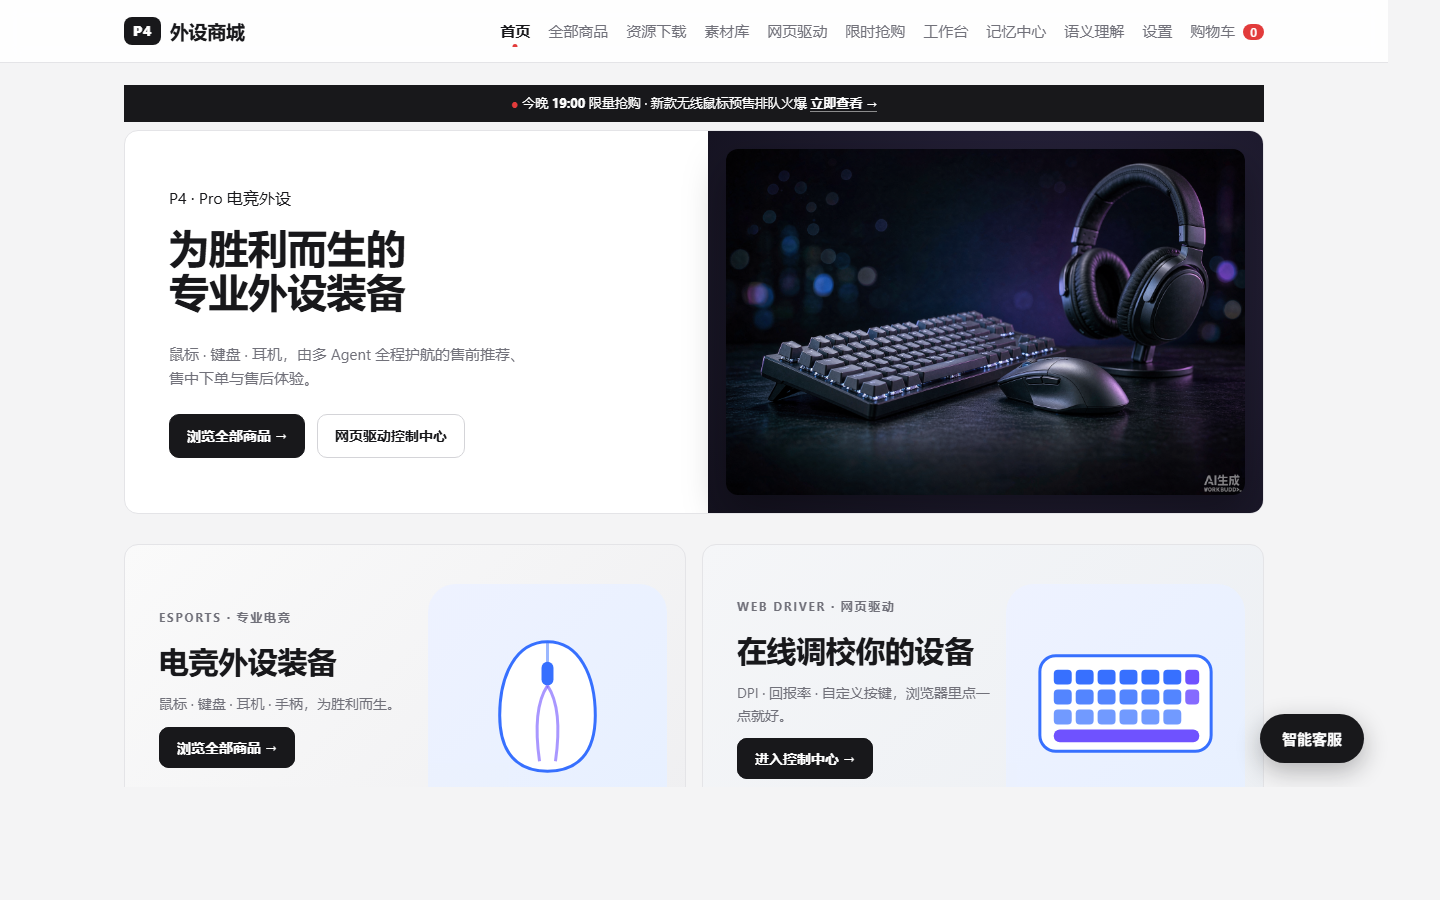 P4 外设商城
首页 全部商品 资源下载 素材库 网页驱动 限时抢购 工作台 记忆中心 语义理解 设置 购物车 0
今晚 19:00 限量抢购 · 新款无线鼠标预售排队火爆 立即查看 →
P4 · Pro 电竞外设
为胜利而生的
专业外设装备
鼠标 · 键盘 · 耳机，由多 Agent 全程护航的售前推荐、
售中下单与售后体验。
浏览全部商品 → 网页驱动控制中心
AI生成
WORKBUDDY
ESPORTS · 专业电竞
电竞外设装备
鼠标 · 键盘 · 耳机 · 手柄，为胜利而生。
浏览全部商品 →
WEB DRIVER · 网页驱动
在线调校你的设备
DPI · 回报率 · 自定义按键，浏览器里点一
点就好。
进入控制中心 →
智能客服